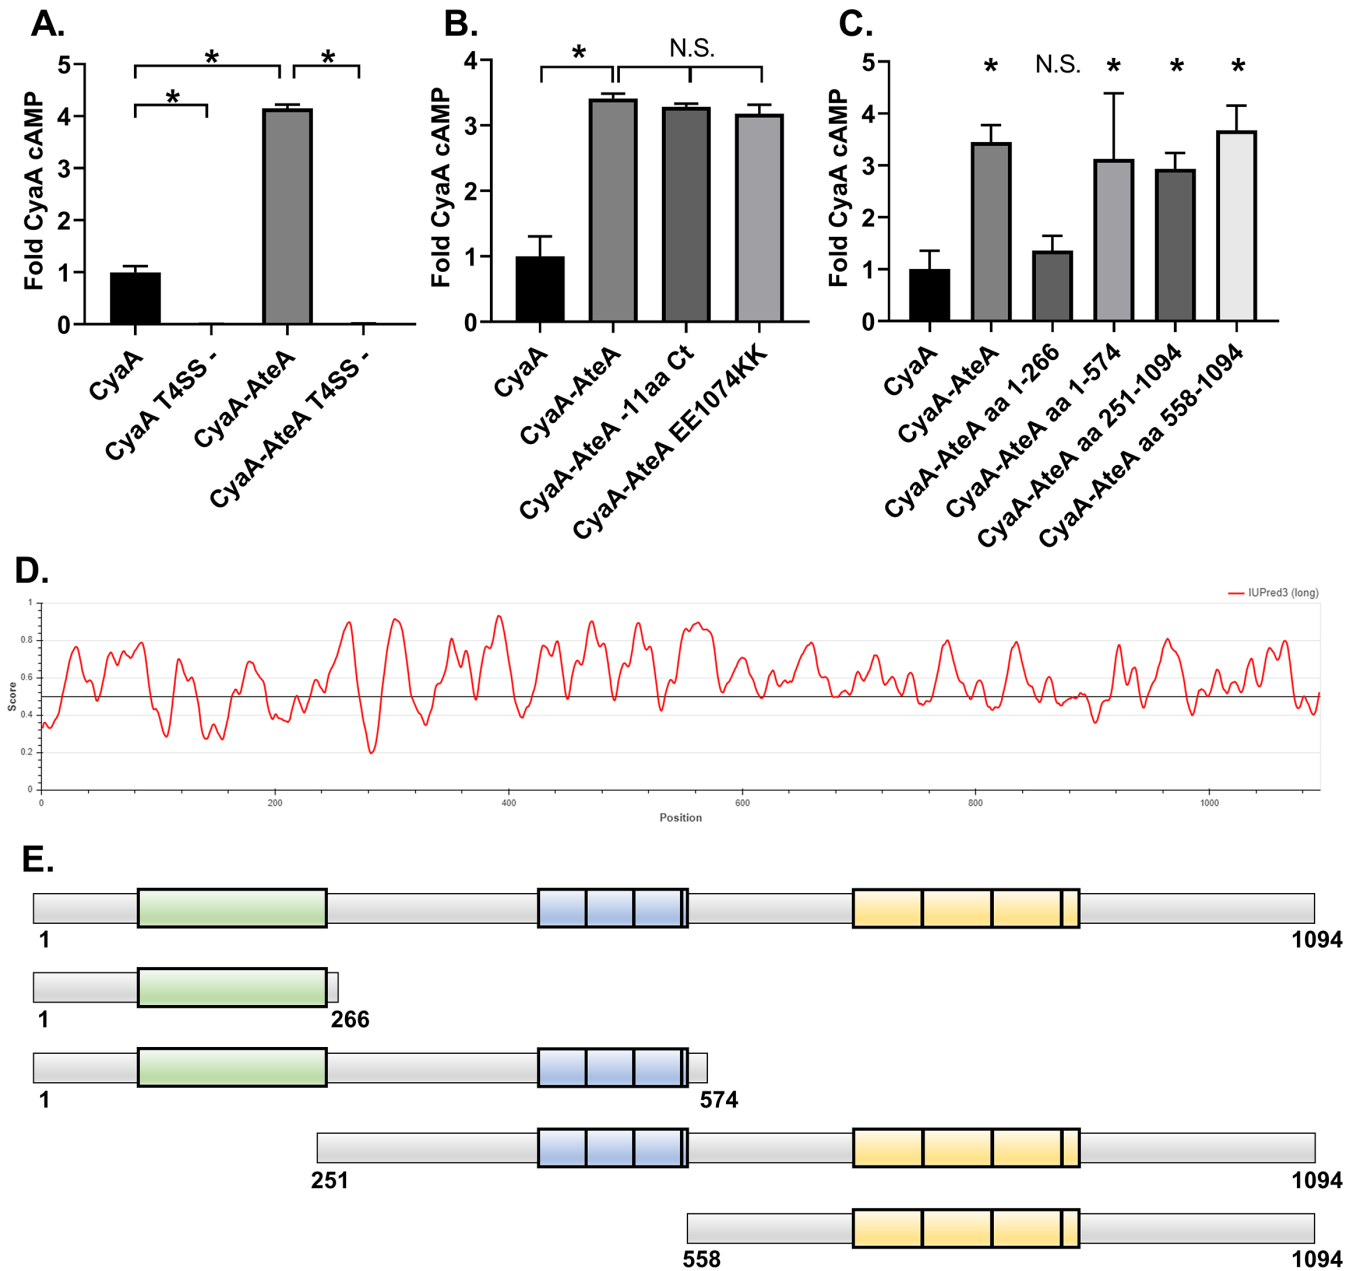 A.
Fold CyaA cAMP
5
4
3
2
1
0
*
*
*
CyaA
CyaA T4SS -
CyaA-AteA
CyaA-AteA T4SS -
B.
Fold CyaA cAMP
4
3
2
1
0
*
N.S.
CyaA
CyaA-AteA
CyaA-AteA -11aa Ct
CyaA-AteA EE1074KK
C.
Fold CyaA cAMP
5
4
3
2
1
0
* N.S. * * *
CyaA
CyaA-AteA
CyaA-AteA aa 1-266
CyaA-AteA aa 1-574
CyaA-AteA aa 251-1094
CyaA-AteA aa 558-1094
D.
IUPred3 (long)
Score
1
0.8
0.6
0.4
0.2
0
0 200 400 600 800 1000
Position
E.
1 1094
1 266
1 574
251 1094
558 1094